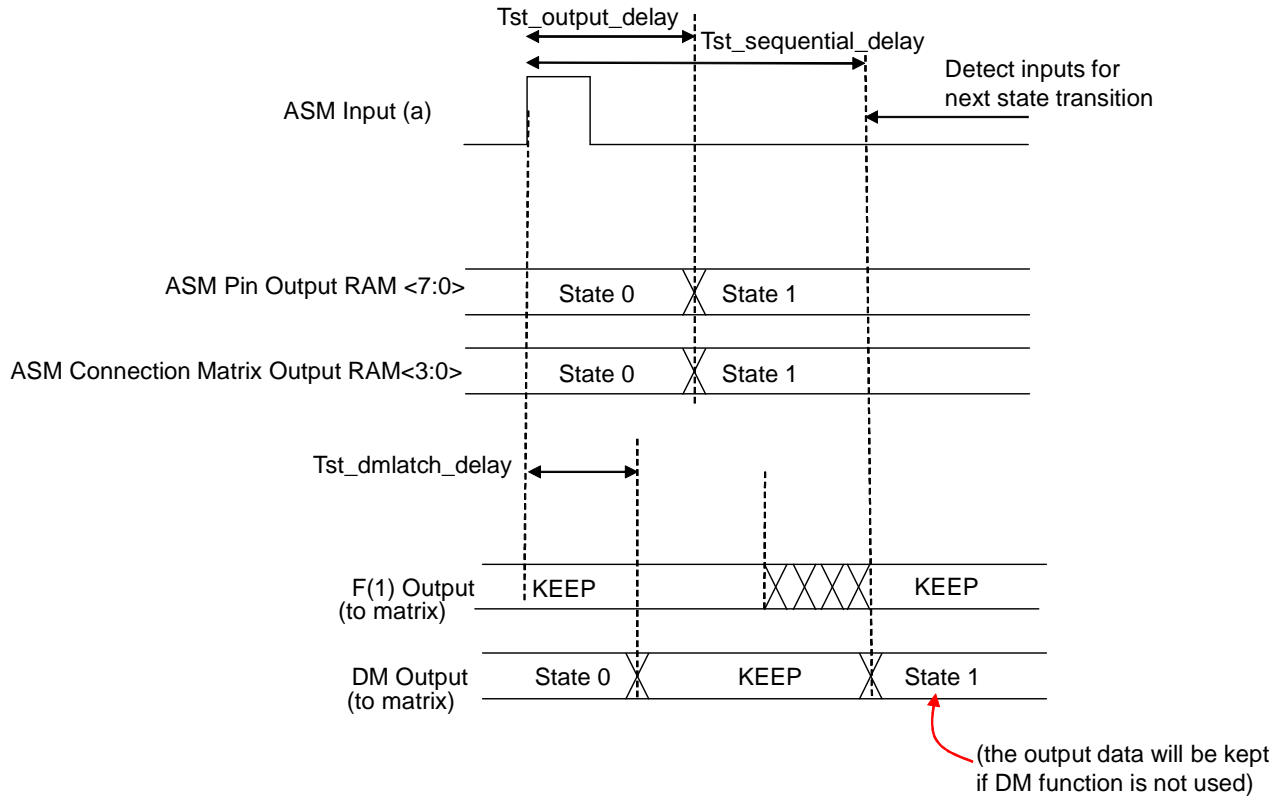 Tst_output_delay
Tst_sequential_delay
Detect inputs for
next state transition
ASM Input (a)
ASM Pin Output RAM <7:0>
State 0
State 1
ASM Connection Matrix Output RAM<3:0>
State 0
State 1
Tst_dmlatch_delay
F(1) Output
(to matrix)
KEEP
KEEP
DM Output
(to matrix)
State 0
KEEP
State 1
(the output data will be kept
if DM function is not used)